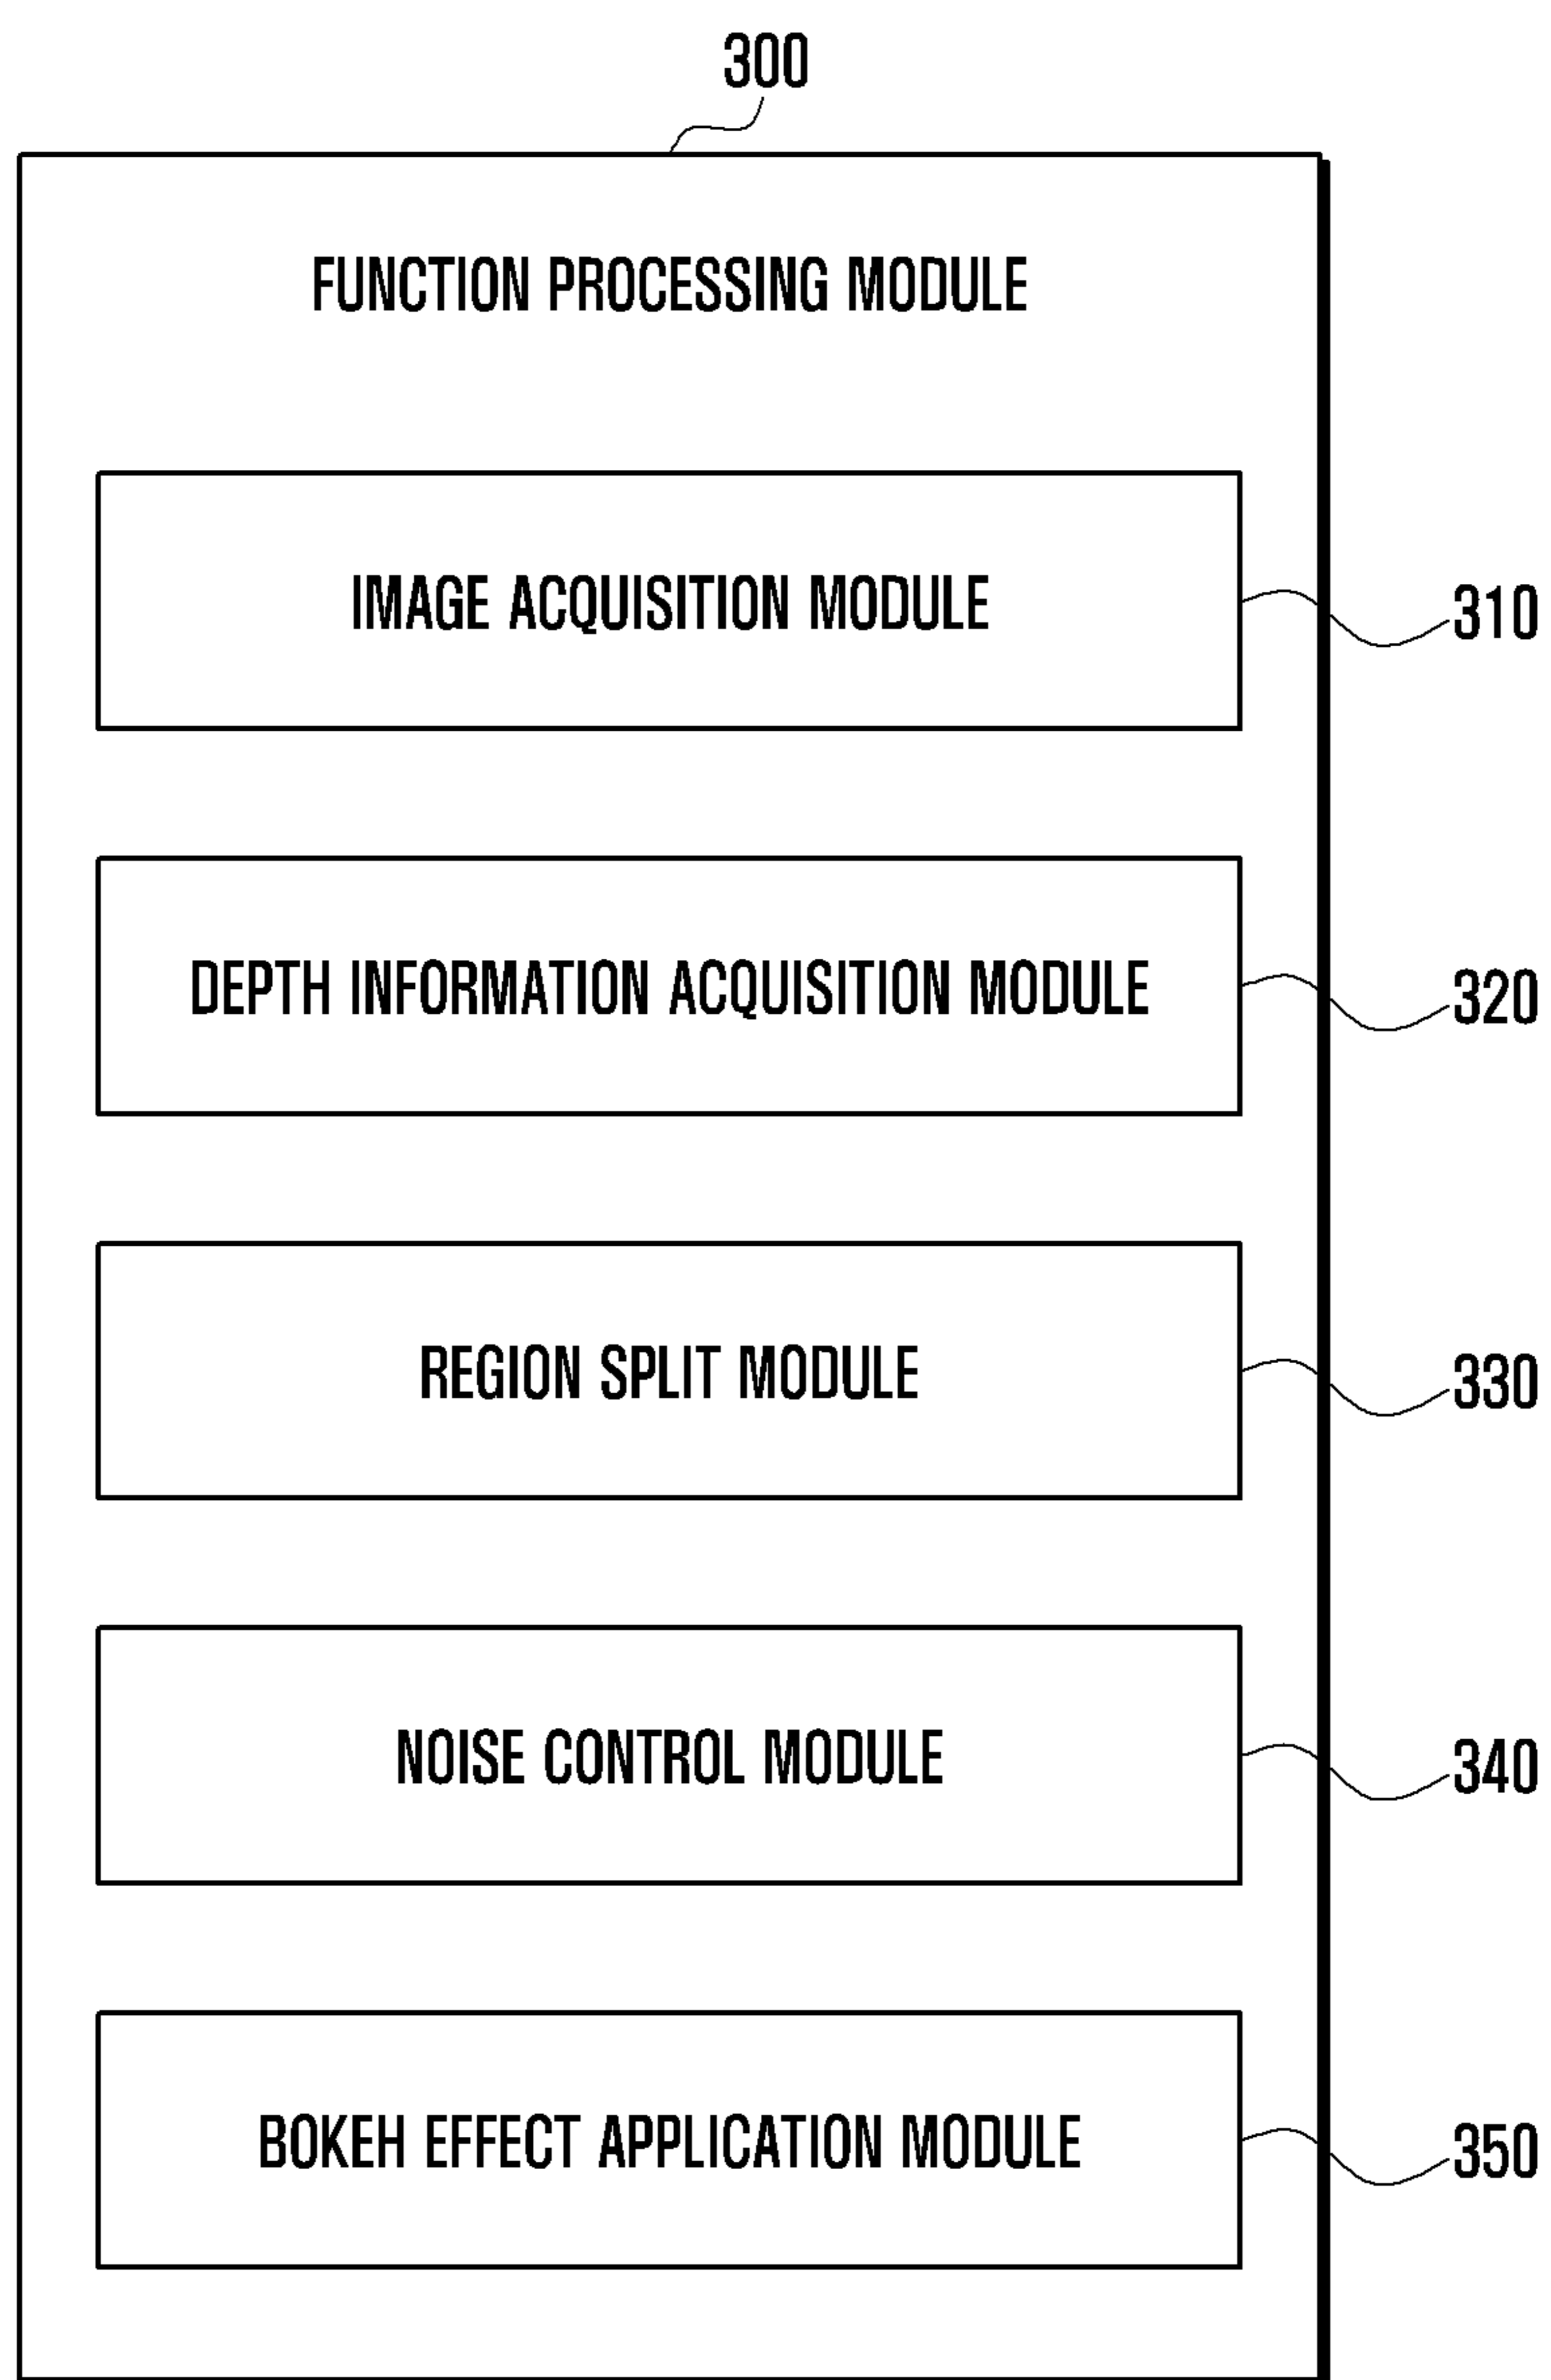 300
FUNCTION PROCESSING MODULE
IMAGE ACQUISITION MODULE
310
DEPTH INFORMATION ACQUISITION MODULE
320
REGION SPLIT MODULE
330
NOISE CONTROL MODULE
340
BOKEH EFFECT APPLICATION MODULE
350